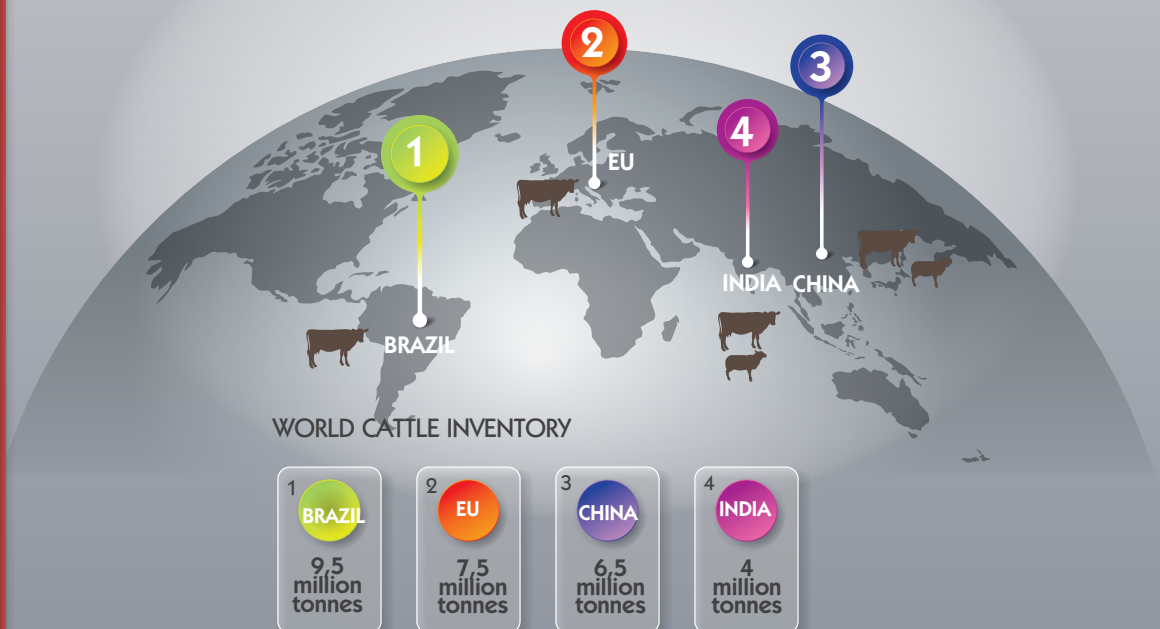 2
3
4
1
EU
INDIA CHINA
BRAZIL
WORLD CATTLE INVENTORY
1
BRAZIL
9,5
million
tonnes
2
EU
7,5
million
tonnes
3
CHINA
6,5
million
tonnes
4
INDIA
4
million
tonnes